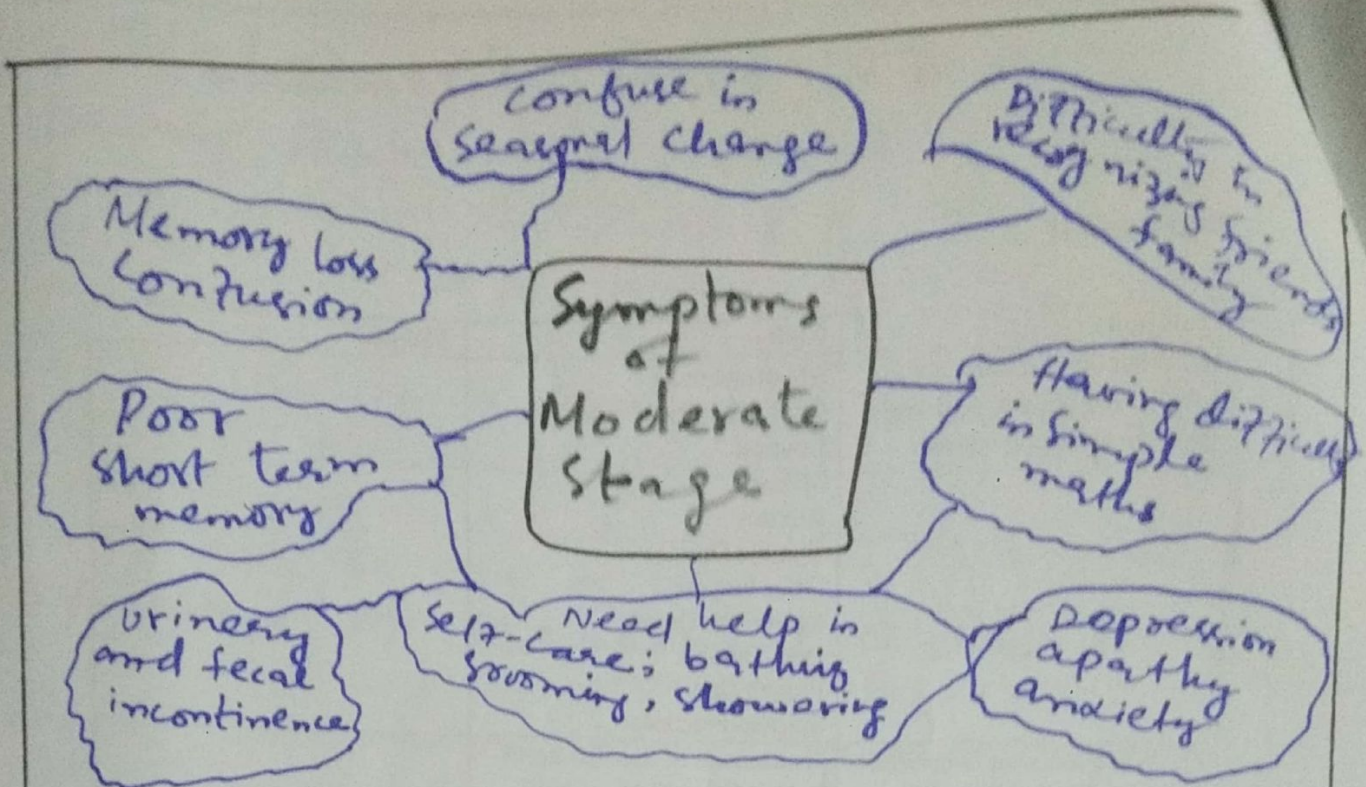 Confuse in
seasonal change
Difficulty in
recognizing friends
family
Memory loss
Confusion
Symptoms
of
Moderate
Stage
Having difficulty
in Simple
maths
Poor
short term
memory
Urinery
and fecal
incontinence
Need help in
Self-care; bathing
grooming, showering
Depression
apathy
anxiety